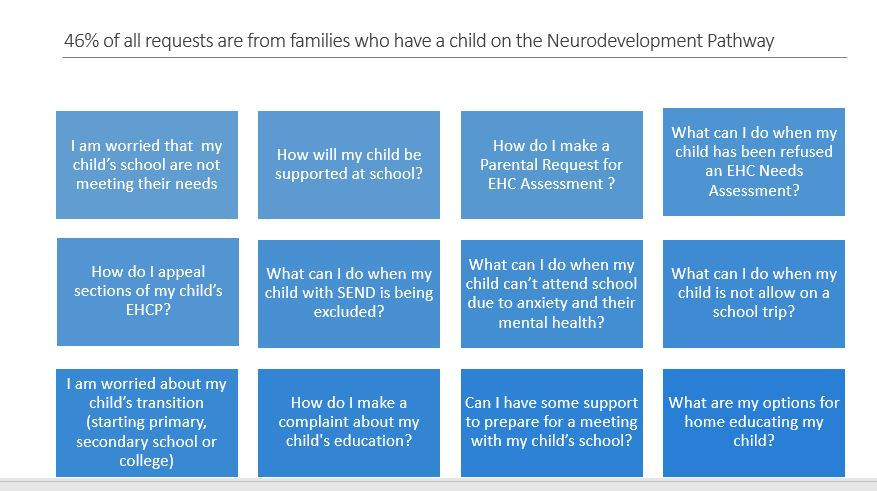 46% of all requests are from families who have a child on the Neurodevelopment Pathway
I am worried that my
child's school are not
meeting their needs
How will my child be
supported at school?
How do I make a
Parental Request for
EHC Assessment ?
What can I do when my
child has been refused
an EHC Needs
Assessment?
How do I appeal
sections of my child's
EHCP?
What can I do when my
child with SEND is being
excluded?
What can I do when my
child can't attend school
due to anxiety and their
mental health?
What can I do when my
child is not allow on a
school trip?
I am worried about my
child's transition
(starting primary,
secondary school or
college)
How do I make a
complaint about my
child's education?
Can I have some support
to prepare for a meeting
with my child's school?
What are my options for
home educating my
child?